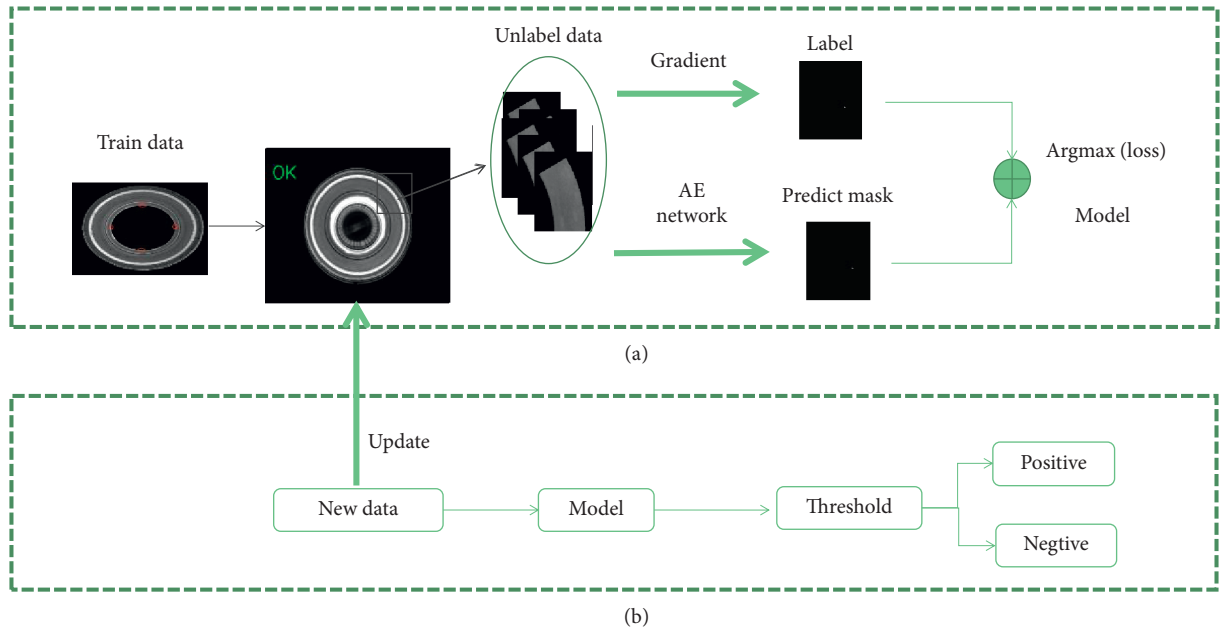 Unlabel data
Gradient
Label
Train data
OK
AE
network
Predict mask
Argmax (loss)
Model
(a)
Update
New data
Model
Threshold
Positive
Negtive
(b)